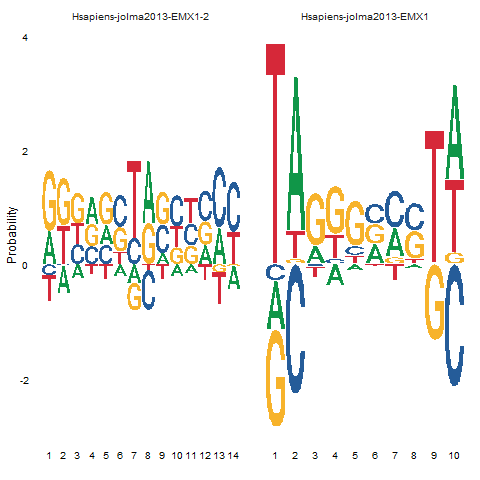 Hsapiens-jolma2013-EMX1-2
Hsapiens-jolma2013-EMX1
4
2
0
-2
Probability
1 2 3 4 5 6 7 8 9 10 11 12 13 14
1 2 3 4 5 6 7 8 9 10